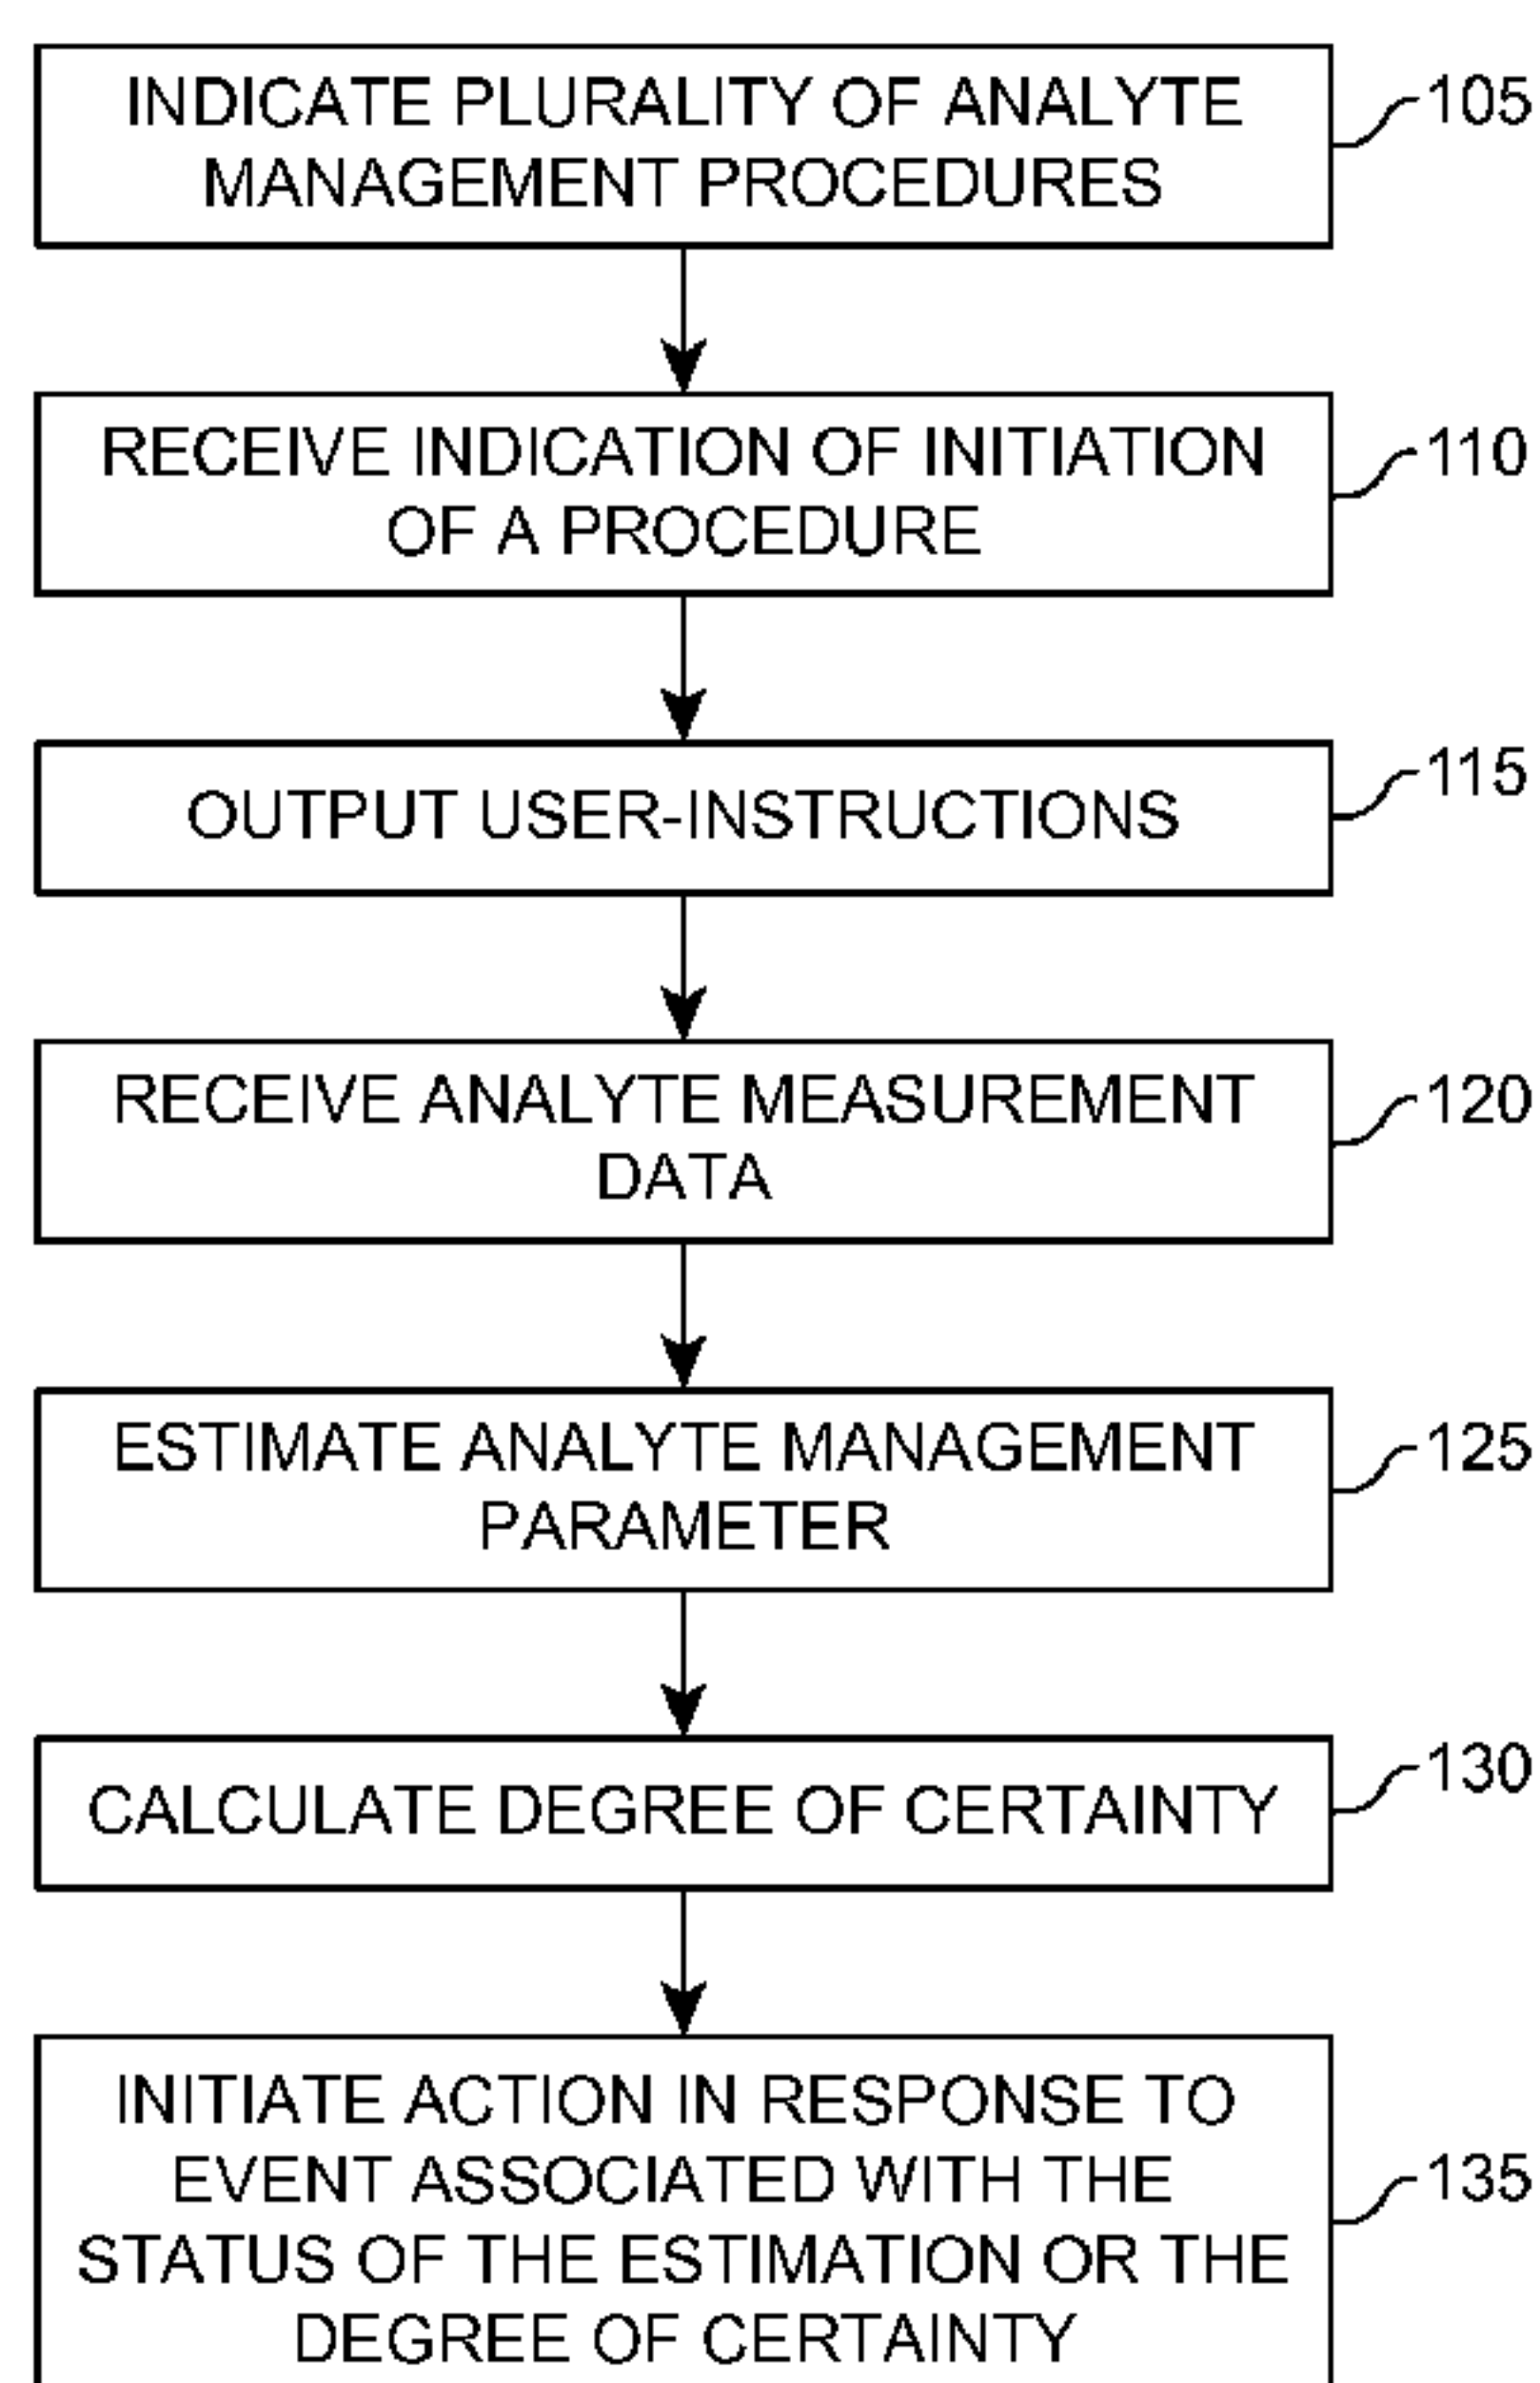 INDICATE PLURALITY OF ANALYTE
MANAGEMENT PROCEDURES
105
RECEIVE INDICATION OF INITIATION
OF A PROCEDURE
110
OUTPUT USER-INSTRUCTIONS
115
RECEIVE ANALYTE MEASUREMENT
DATA
120
ESTIMATE ANALYTE MANAGEMENT
PARAMETER
125
CALCULATE DEGREE OF CERTAINTY
130
INITIATE ACTION IN RESPONSE TO
EVENT ASSOCIATED WITH THE
STATUS OF THE ESTIMATION OR THE
DEGREE OF CERTAINTY
135